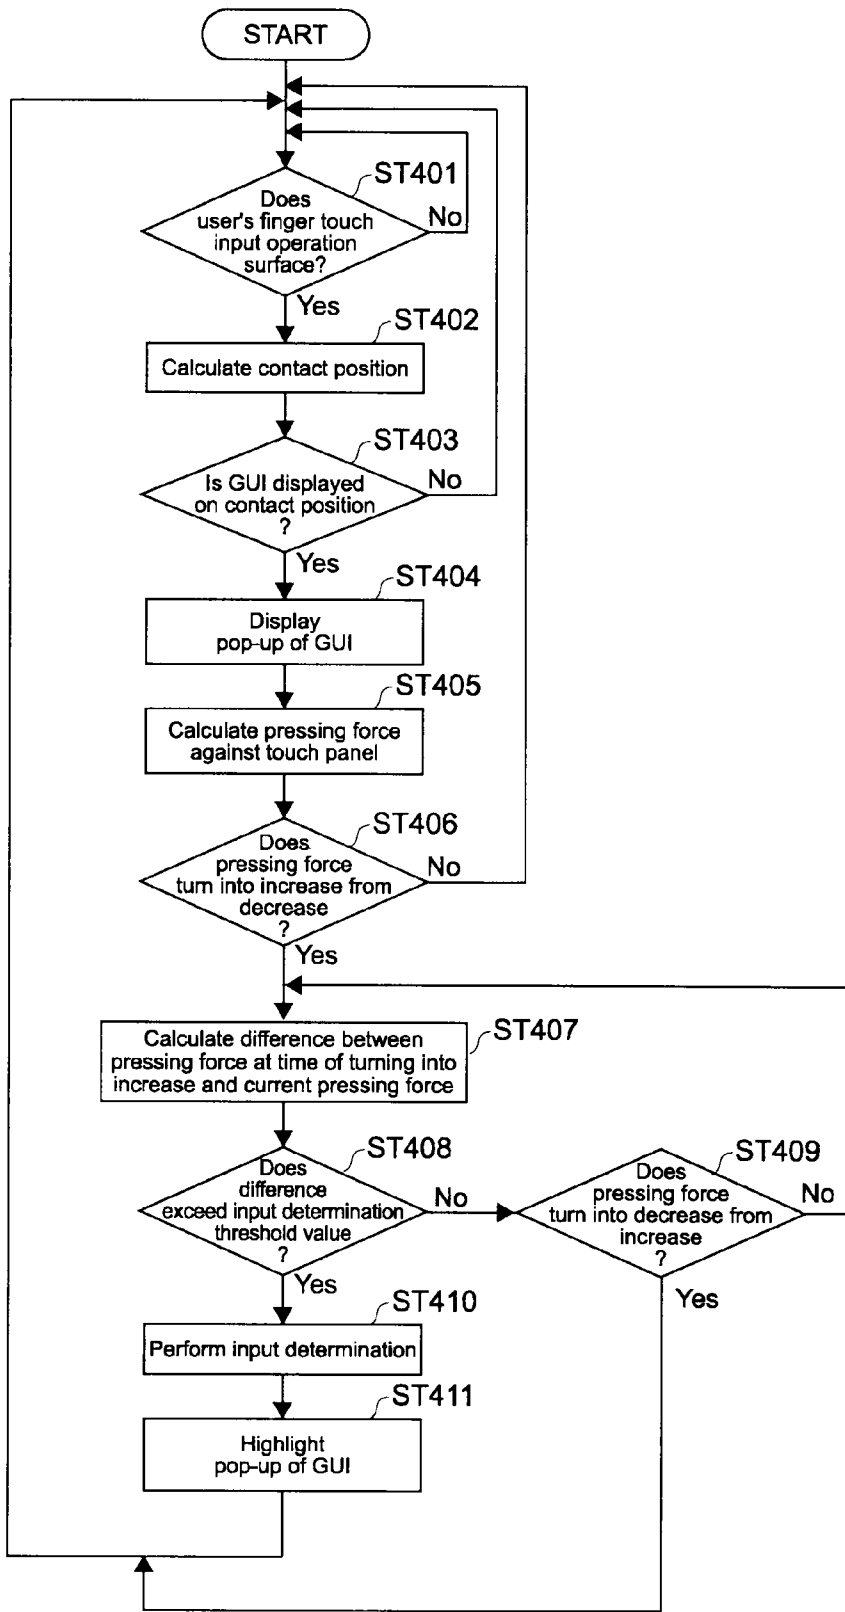 START
ST401
Does
user's finger touch
input operation
surface?
No
Yes
ST402
Calculate contact position
ST403
Is GUI displayed
on contact position
?
No
Yes
ST404
Display
pop-up of GUI
ST405
Calculate pressing force
against touch panel
ST406
Does
pressing force
turn into increase from
decrease
?
No
Yes
ST407
Calculate difference between
pressing force at time of turning into
increase and current pressing force
ST408
Does
difference
exceed input determination
threshold value
?
No
Yes
ST409
Does
pressing force
turn into decrease from
increase
?
No
Yes
ST410
Perform input determination
ST411
Highlight
pop-up of GUI